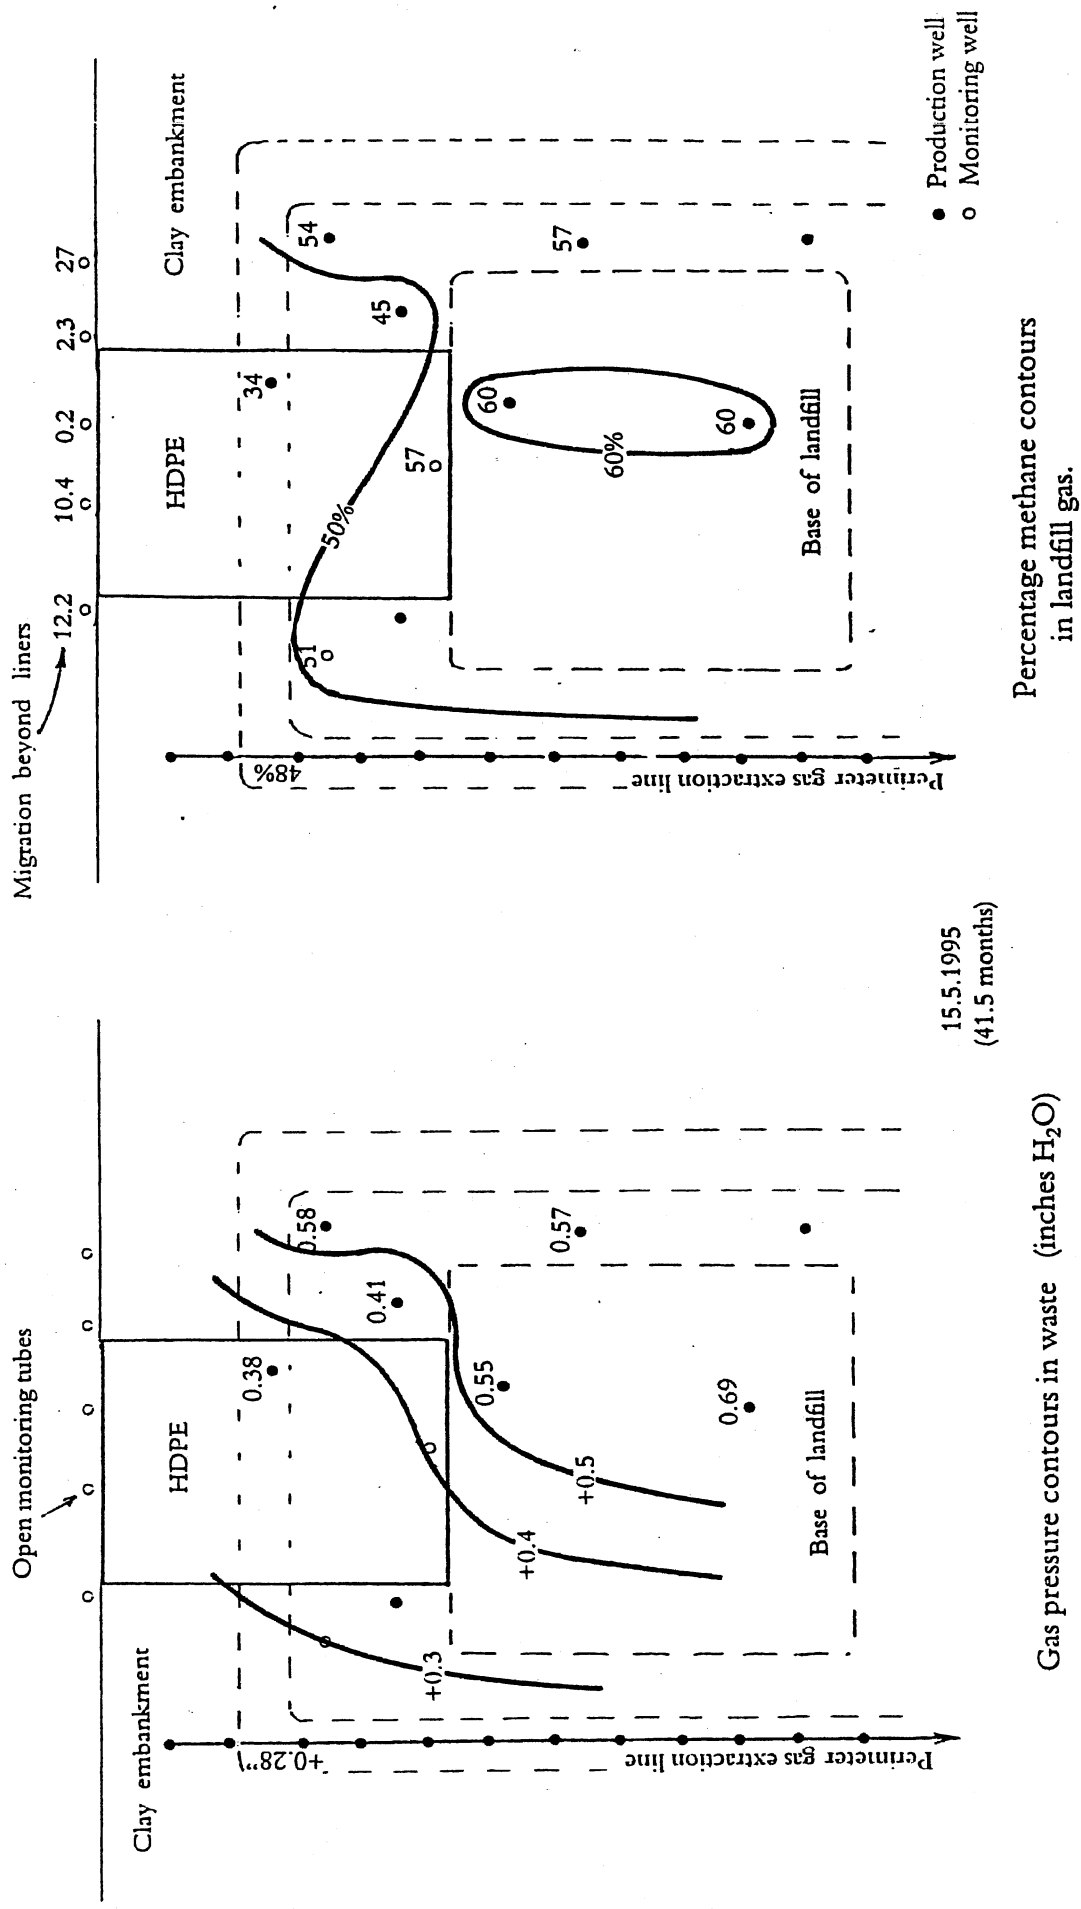 Open monitoring tubes
Clay embankment
HDPE
0.38
0.58
0.41
0.57
0.55
0.69
+0.3
+0.4
+0.5
+0.28")
Perimeter gas extraction line
Base of landfill
Gas pressure contours in waste (inches H₂O)
15.5.1995
(41.5 months)
Migration beyond liners
12.2
10.4
0.2
2.3
27
Clay embankment
HDPE
34
54
45
57
57
51
50%
60
60
60%
48%
Perimeter gas extraction line
Base of landfill
Production well
Monitoring well
Percentage methane contours
in landfill gas.